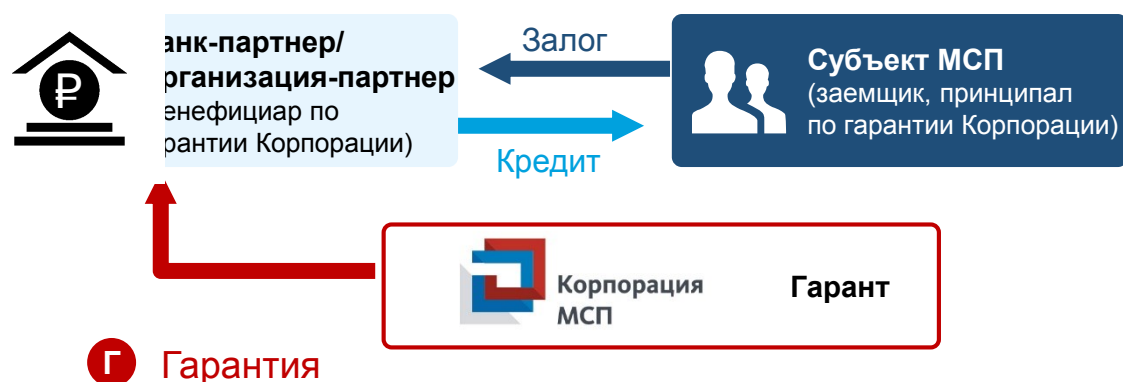 анк-партнер/
рганизация-партнер
енефициар по
рантии Корпорации)
Залог
Кредит
Субъект МСП
(заемщик, принципал
по гарантии Корпорации)
₽
Корпорация
МСП
Гарант
Г Гарантия